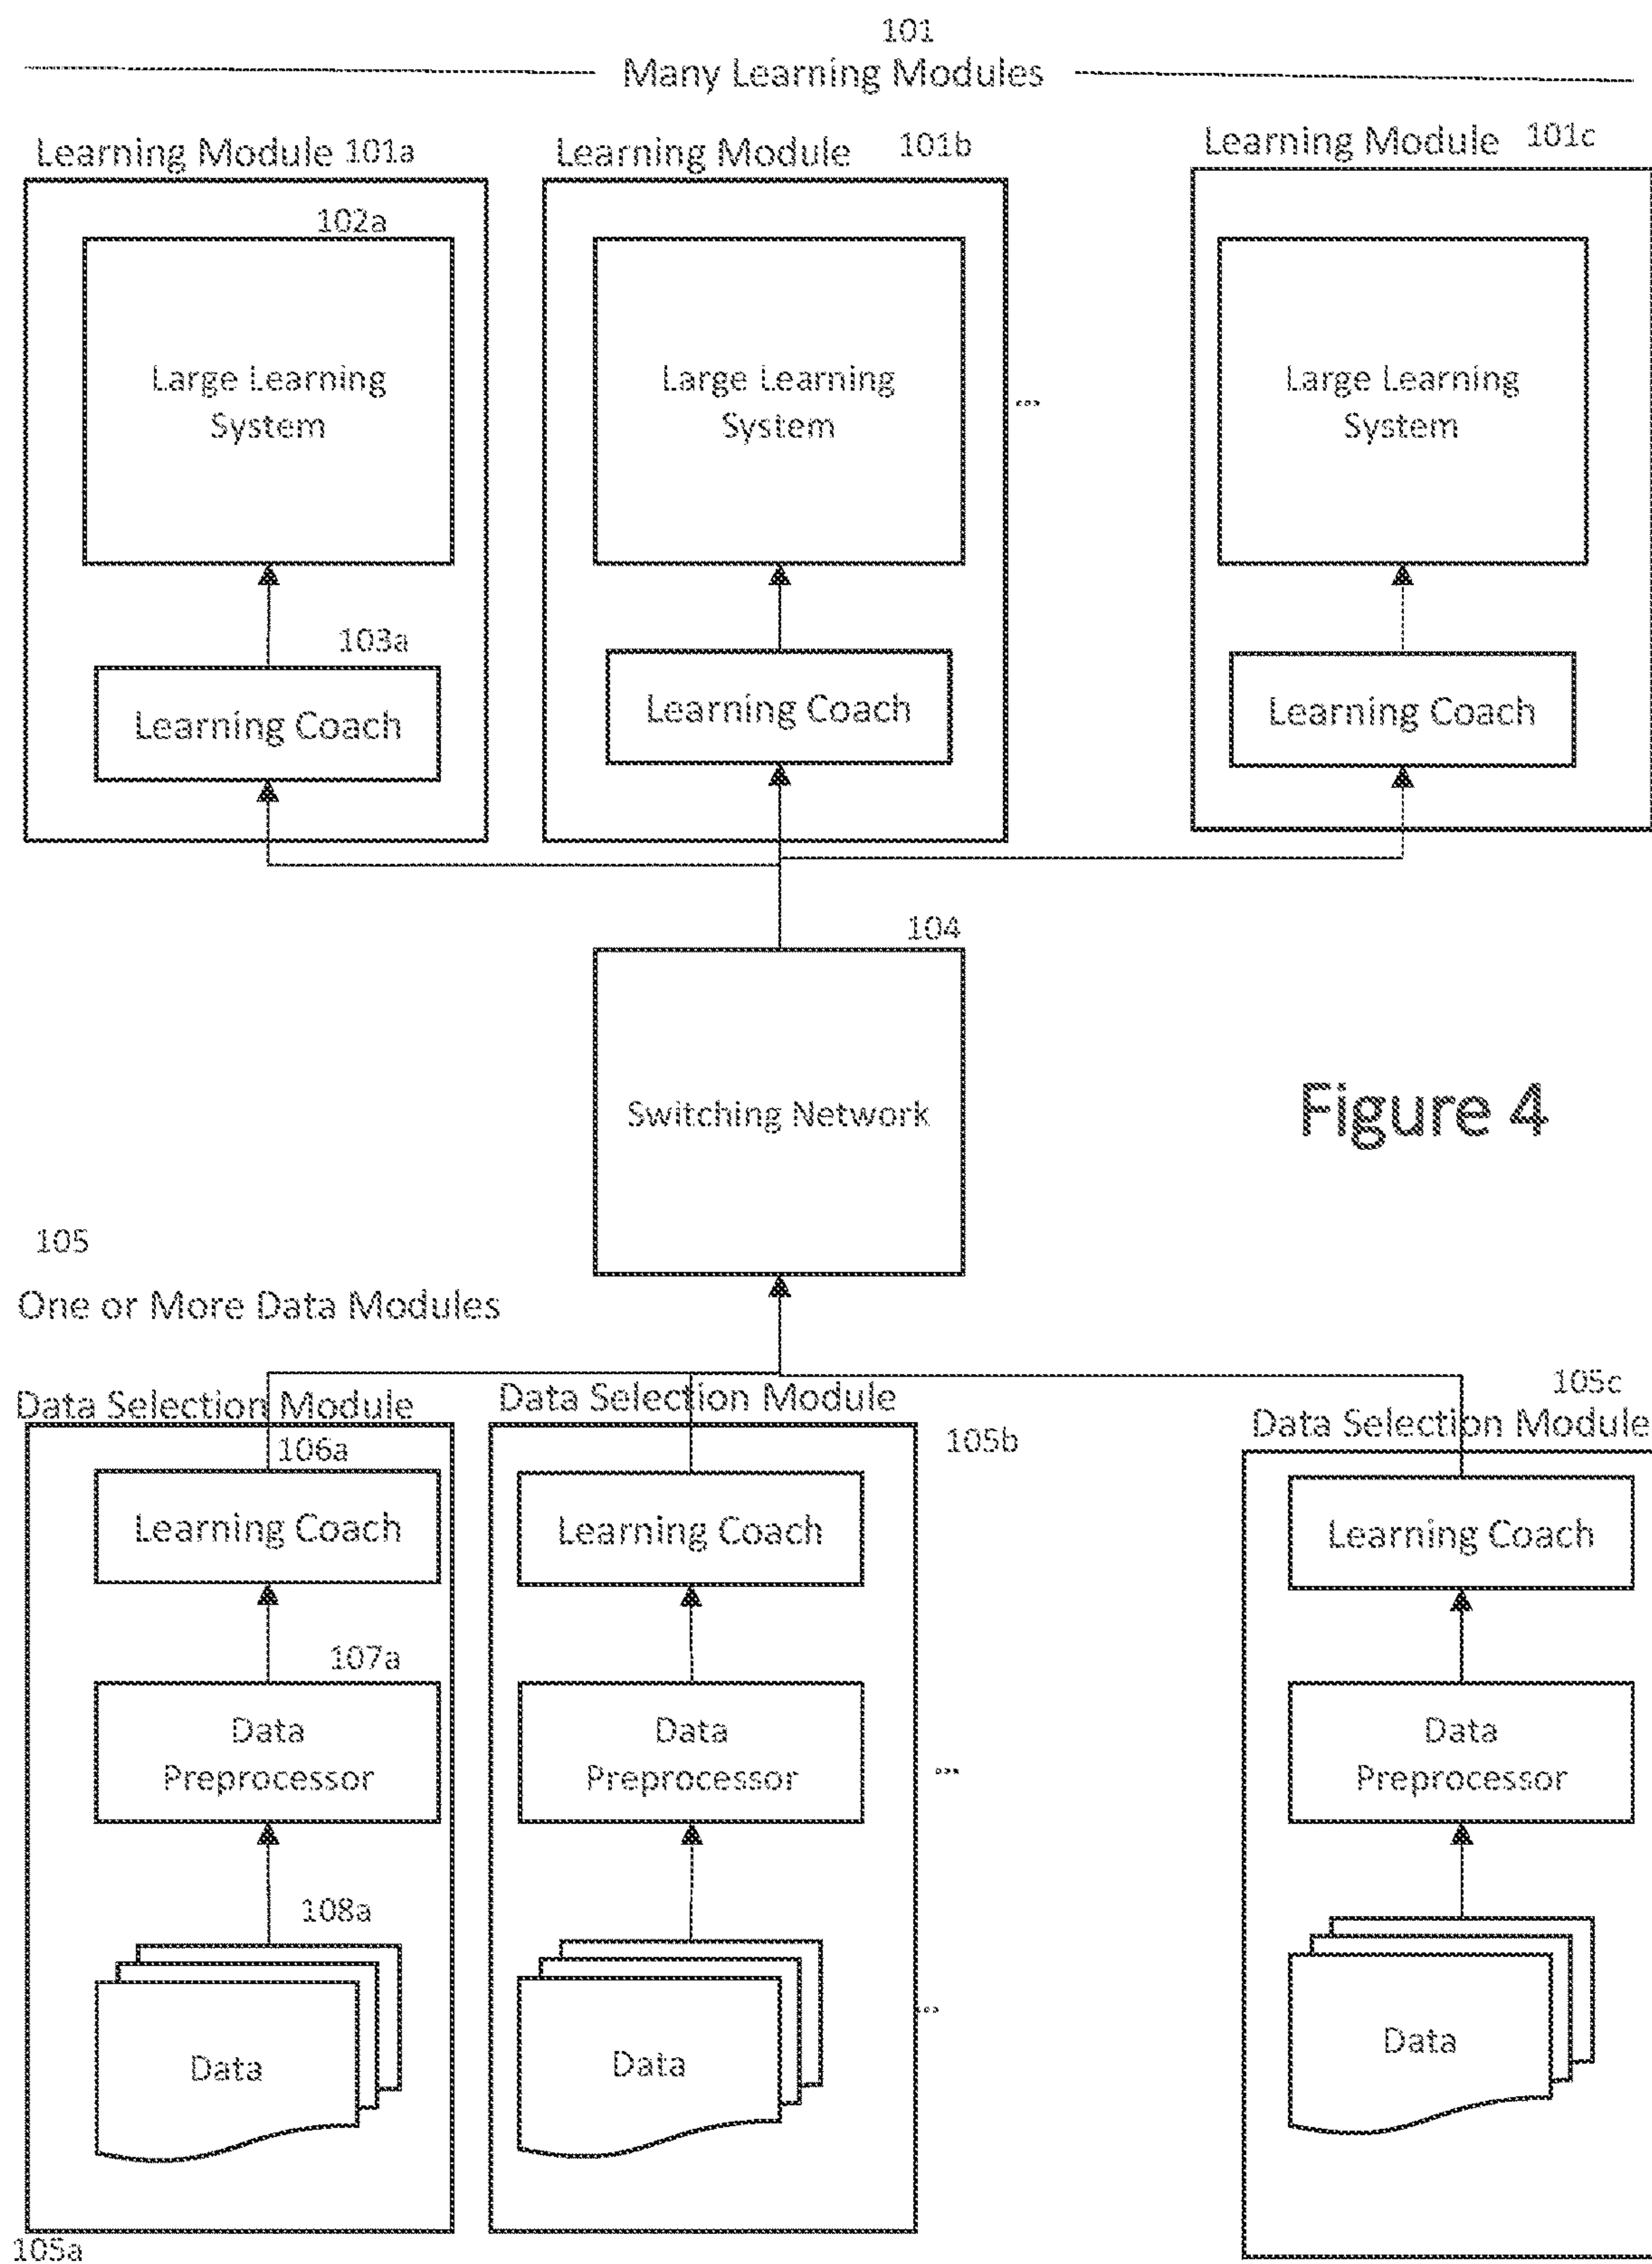 101
Many Learning Modules
Learning Module 101a
Learning Module 101b
Learning Module 101c
102a
Large Learning
System
Large Learning
System
...
Large Learning
System
103a
Learning Coach
Learning Coach
Learning Coach
104
Switching Network
Figure 4
105
One or More Data Modules
Data Selection Module
Data Selection Module
105b
105c
Data Selection Module
106a
Learning Coach
Learning Coach
Learning Coach
107a
Data
Preprocessor
Data
Preprocessor
...
Data
Preprocessor
108a
Data
Data
...
Data
105a